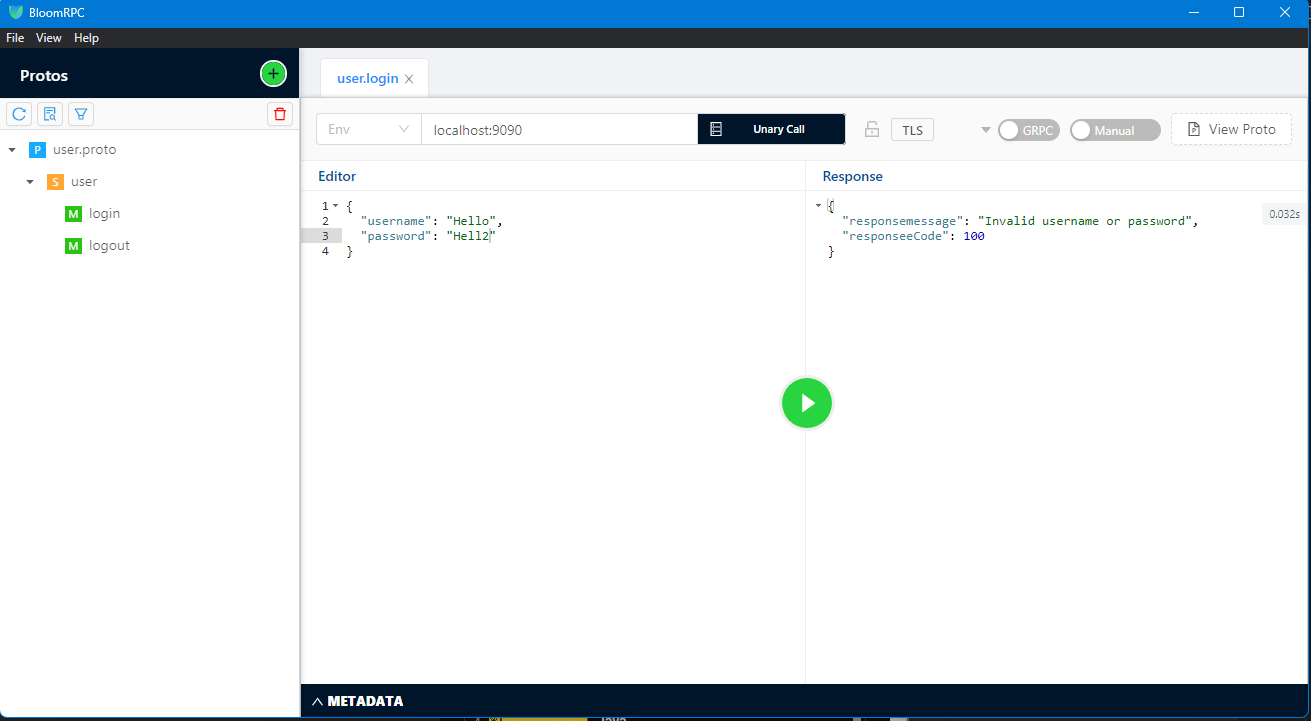 BloomRPC
File View Help
Protos
user.login
Env
localhost:9090
Unary Call
TLS
GRPC
Manual
View Proto
P user.proto
S user
M login
M logout
Editor
1 {
2 "username": "Hello",
3 "password": "Hell2"
4 }
Response
{
"responsemessage": "Invalid username or password",
"responseeCode": 100
}
0.032s
METADATA